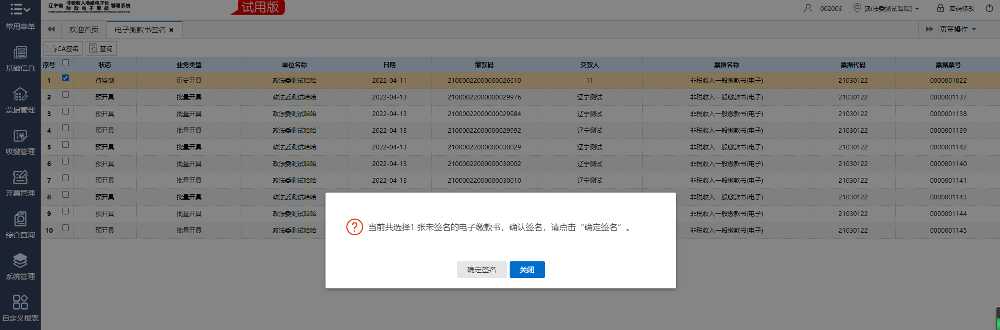 辽宁省 非税收入收缴电子化 财政电子票据 管理系统
试用版
002003 [政法委测试哈哈] 密码修改
常用菜单
欢迎首页 电子缴款书签名 页签操作
CA签名 查询
基础信息
票据管理
收缴管理
开票管理
综合查询
系统管理
自定义报表
序号 状态 业务类型 单位名称 日期 缴款码 交款人 票据名称 票据代码 票据票号
1 待监制 历史开具 政法委测试哈哈 2022-04-11 21000022000000026610 11 非税收入一般缴款书(电子) 21030122 0000001022
2 预开具 批量开具 政法委测试哈哈 2022-04-13 21000022000000029976 辽宁测试 非税收入一般缴款书(电子) 21030122 0000001137
3 预开具 批量开具 政法委测试哈哈 2022-04-13 21000022000000029984 辽宁测试 非税收入一般缴款书(电子) 21030122 0000001138
4 预开具 批量开具 政法委测试哈哈 2022-04-13 21000022000000029992 辽宁测试 非税收入一般缴款书(电子) 21030122 0000001139
5 预开具 批量开具 政法委测试哈哈 2022-04-13 21000022000000030029 辽宁测试 非税收入一般缴款书(电子) 21030122 0000001142
6 预开具 批量开具 政法委测试哈哈 2022-04-13 21000022000000030002 辽宁测试 非税收入一般缴款书(电子) 21030122 0000001140
7 预开具 批量开具 政法委测试哈哈 2022-04-13 21000022000000030010 辽宁测试 非税收入一般缴款书(电子) 21030122 0000001141
8 预开具 批量开具 政法委测试哈哈 非税收入一般缴款书(电子) 21030122 0000001143
9 预开具 批量开具 政法委测试哈哈 非税收入一般缴款书(电子) 21030122 0000001144
10 预开具 批量开具 政法委测试哈哈 非税收入一般缴款书(电子) 21030122 0000001145
当前共选择1 张未签名的电子缴款书，确认签名，请点击“确定签名”。
确定签名 关闭